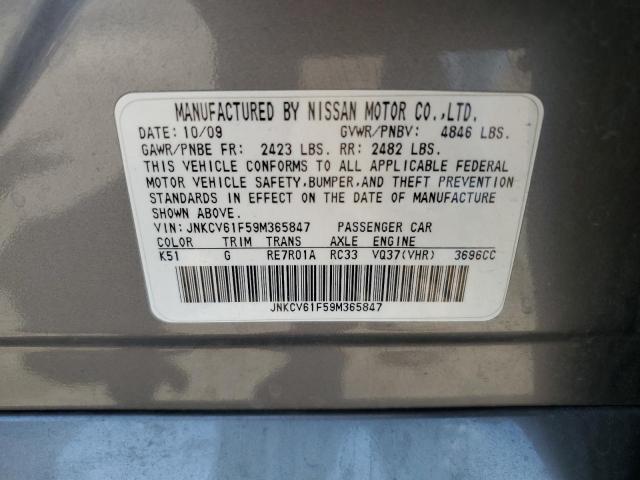 MANUFACTURED BY NISSAN MOTOR CO.,LTD.
DATE: 10/09 GVWR/PNBV: 4846 LBS.
GAWR/PNBE FR: 2423 LBS. RR: 2482 LBS.
THIS VEHICLE CONFORMS TO ALL APPLICABLE FEDERAL
MOTOR VEHICLE SAFETY,BUMPER,AND THEFT PREVENTION
STANDARDS IN EFFECT ON THE DATE OF MANUFACTURE
SHOWN ABOVE.
VIN: JNKCV61F59M365847 PASSENGER CAR
COLOR TRIM TRANS AXLE ENGINE
K51 G RE7R01A RC33 VQ37(VHR) 3696CC
JNKCV61F59M365847